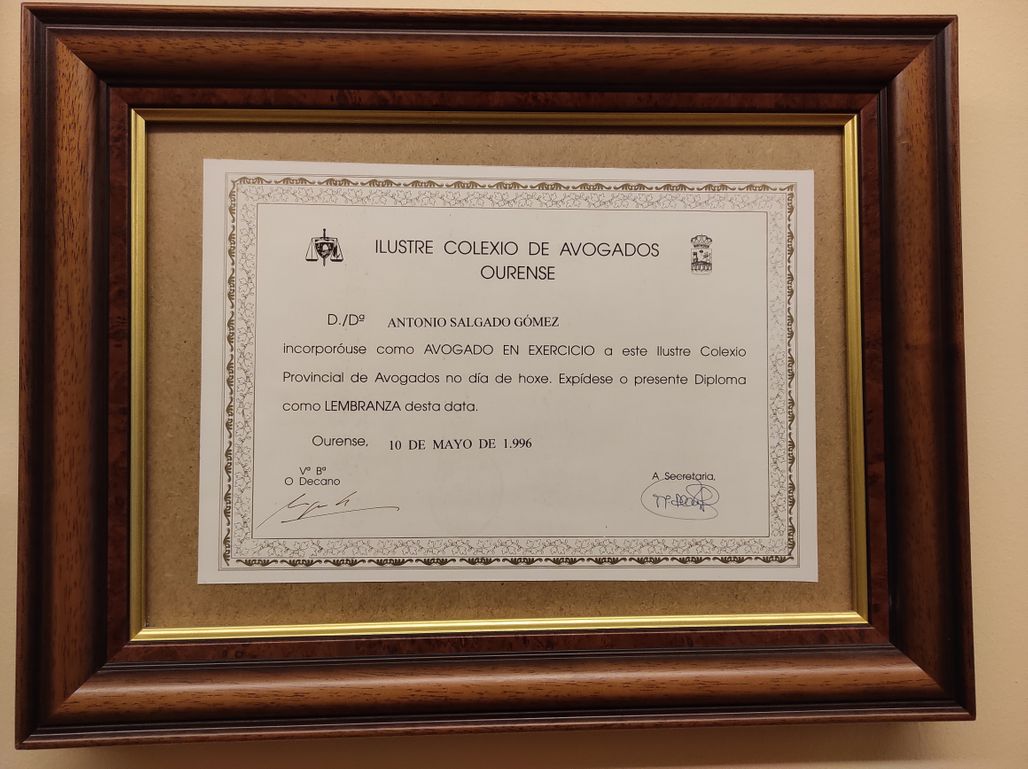 ILUSTRE COLEXIO DE AVOGADOS
OURENSE
D./Dª ANTONIO SALGADO GÓMEZ
incorporóuse como AVOGADO EN EXERCICIO a este Ilustre Colexio
Provincial de Avogados no día de hoxe. Expídese o presente Diploma
como LEMBRANZA desta data.
Ourense, 10 DE MAYO DE 1.996
Vº Bº
O Decano
A Secretaria,